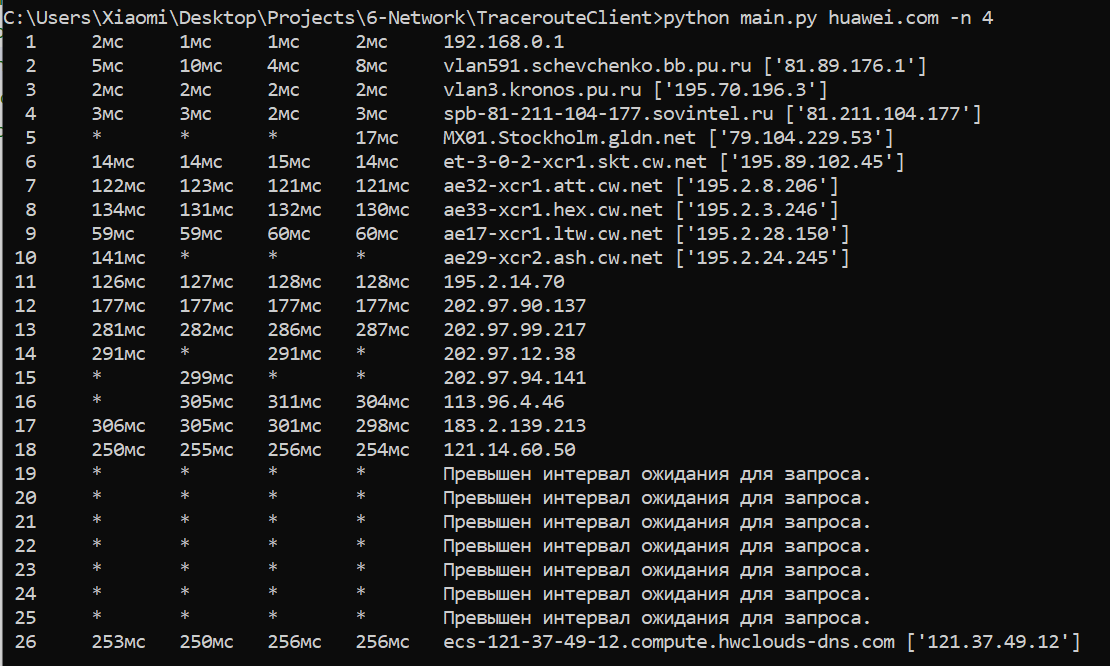 C:\Users\Xiaomi\Desktop\Projects\6-Network\TracerouteClient>python main.py huawei.com -n 4
1 2мс 1мс 1мс 2мс 192.168.0.1
2 5мс 10мс 4мс 8мс vlan591.schevchenko.bb.pu.ru ['81.89.176.1']
3 2мс 2мс 2мс 2мс vlan3.kronos.pu.ru ['195.70.196.3']
4 3мс 3мс 2мс 3мс spb-81-211-104-177.sovintel.ru ['81.211.104.177']
5 * * * 17мс MX01.Stockholm.gldn.net ['79.104.229.53']
6 14мс 14мс 15мс 14мс et-3-0-2-xcr1.skt.cw.net ['195.89.102.45']
7 122мс 123мс 121мс 121мс ae32-xcr1.att.cw.net ['195.2.8.206']
8 134мс 131мс 132мс 130мс ae33-xcr1.hex.cw.net ['195.2.3.246']
9 59мс 59мс 60мс 60мс ae17-xcr1.ltw.cw.net ['195.2.28.150']
10 141мс * * * ae29-xcr2.ash.cw.net ['195.2.24.245']
11 126мс 127мс 128мс 128мс 195.2.14.70
12 177мс 177мс 177мс 177мс 202.97.90.137
13 281мс 282мс 286мс 287мс 202.97.99.217
14 291мс * 291мс * 202.97.12.38
15 * 299мс * * 202.97.94.141
16 * 305мс 311мс 304мс 113.96.4.46
17 306мс 305мс 301мс 298мс 183.2.139.213
18 250мс 255мс 256мс 254мс 121.14.60.50
19 * * * * Превышен интервал ожидания для запроса.
20 * * * * Превышен интервал ожидания для запроса.
21 * * * * Превышен интервал ожидания для запроса.
22 * * * * Превышен интервал ожидания для запроса.
23 * * * * Превышен интервал ожидания для запроса.
24 * * * * Превышен интервал ожидания для запроса.
25 * * * * Превышен интервал ожидания для запроса.
26 253мс 250мс 256мс 256мс ecs-121-37-49-12.compute.hwclouds-dns.com ['121.37.49.12']